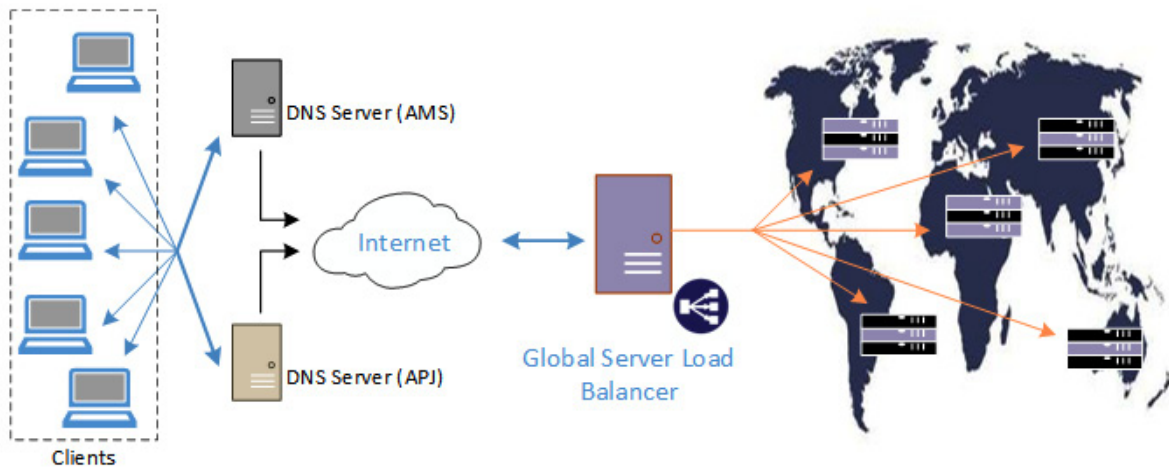 DNS Server (AMS)
Internet
DNS Server (APJ)
Global Server Load
Balancer
Clients